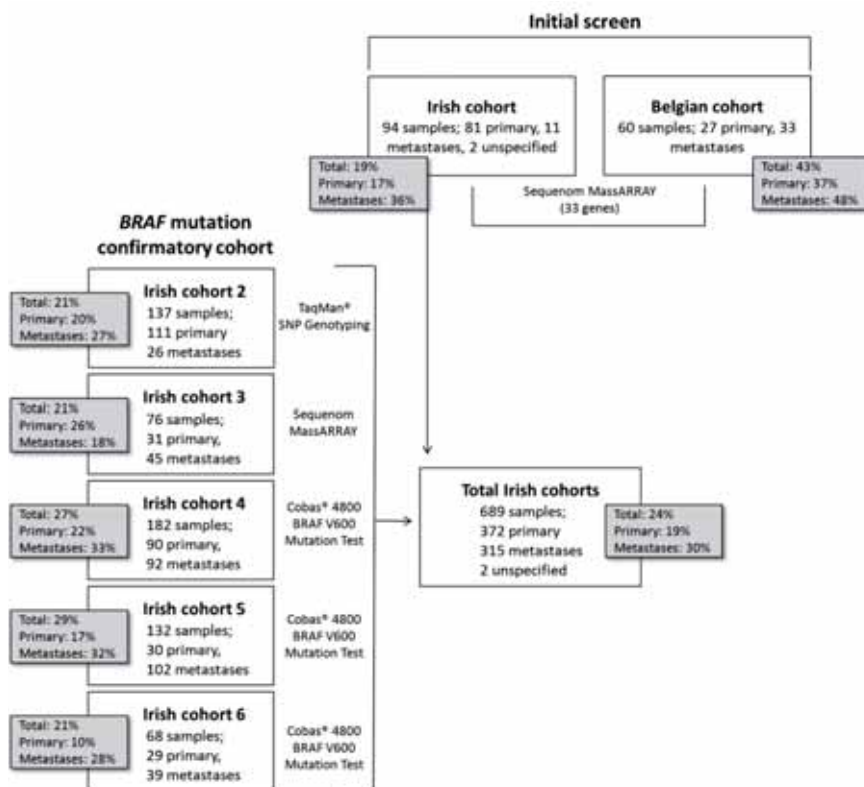 Initial screen
Irish cohort
94 samples; 81 primary, 11
metastases, 2 unspecified
Belgian cohort
60 samples; 27 primary, 33
metastases
Total: 19%
Primary: 17%
Metastases: 36%
Total: 43%
Primary: 37%
Metastases: 48%
Sequenom MassARRAY
(33 genes)
BRAF mutation
confirmatory cohort
Irish cohort 2
137 samples;
111 primary
26 metastases
Total: 21%
Primary: 20%
Metastases: 27%
TaqMan®
SNP Genotyping
Irish cohort 3
76 samples;
31 primary,
45 metastases
Total: 21%
Primary: 26%
Metastases: 18%
Sequenom
MassARRAY
Irish cohort 4
182 samples;
90 primary,
92 metastases
Total: 27%
Primary: 22%
Metastases: 33%
Cobas® 4800
BRAF V600
Mutation Test
Total Irish cohorts
689 samples;
372 primary
315 metastases
2 unspecified
Total: 24%
Primary: 19%
Metastases: 30%
Irish cohort 5
132 samples;
30 primary,
102 metastases
Total: 29%
Primary: 17%
Metastases: 32%
Cobas® 4800
BRAF V600
Mutation Test
Irish cohort 6
68 samples;
29 primary,
39 metastases
Total: 21%
Primary: 10%
Metastases: 28%
Cobas® 4800
BRAF V600
Mutation Test